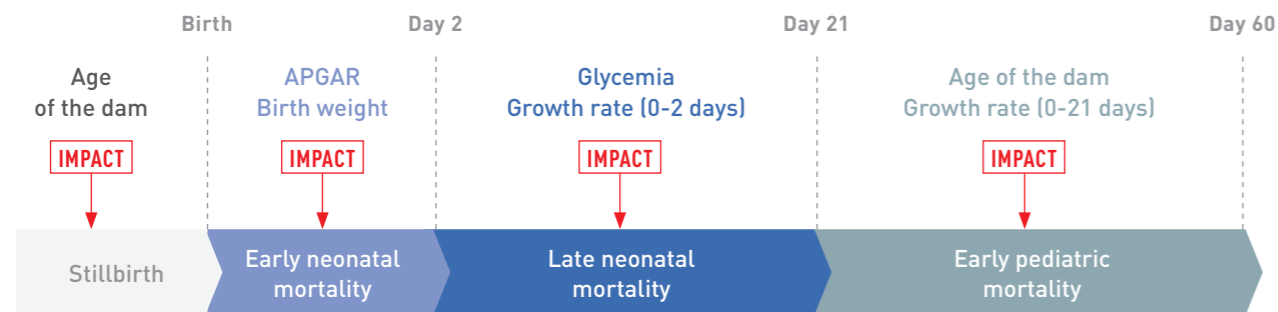 Birth
Day 2
Day 21
Day 60
Age
of the dam
APGAR
Birth weight
Glycemia
Growth rate (0-2 days)
Age of the dam
Growth rate (0-21 days)
IMPACT
IMPACT
IMPACT
IMPACT
Stillbirth
Early neonatal
mortality
Late neonatal
mortality
Early pediatric
mortality